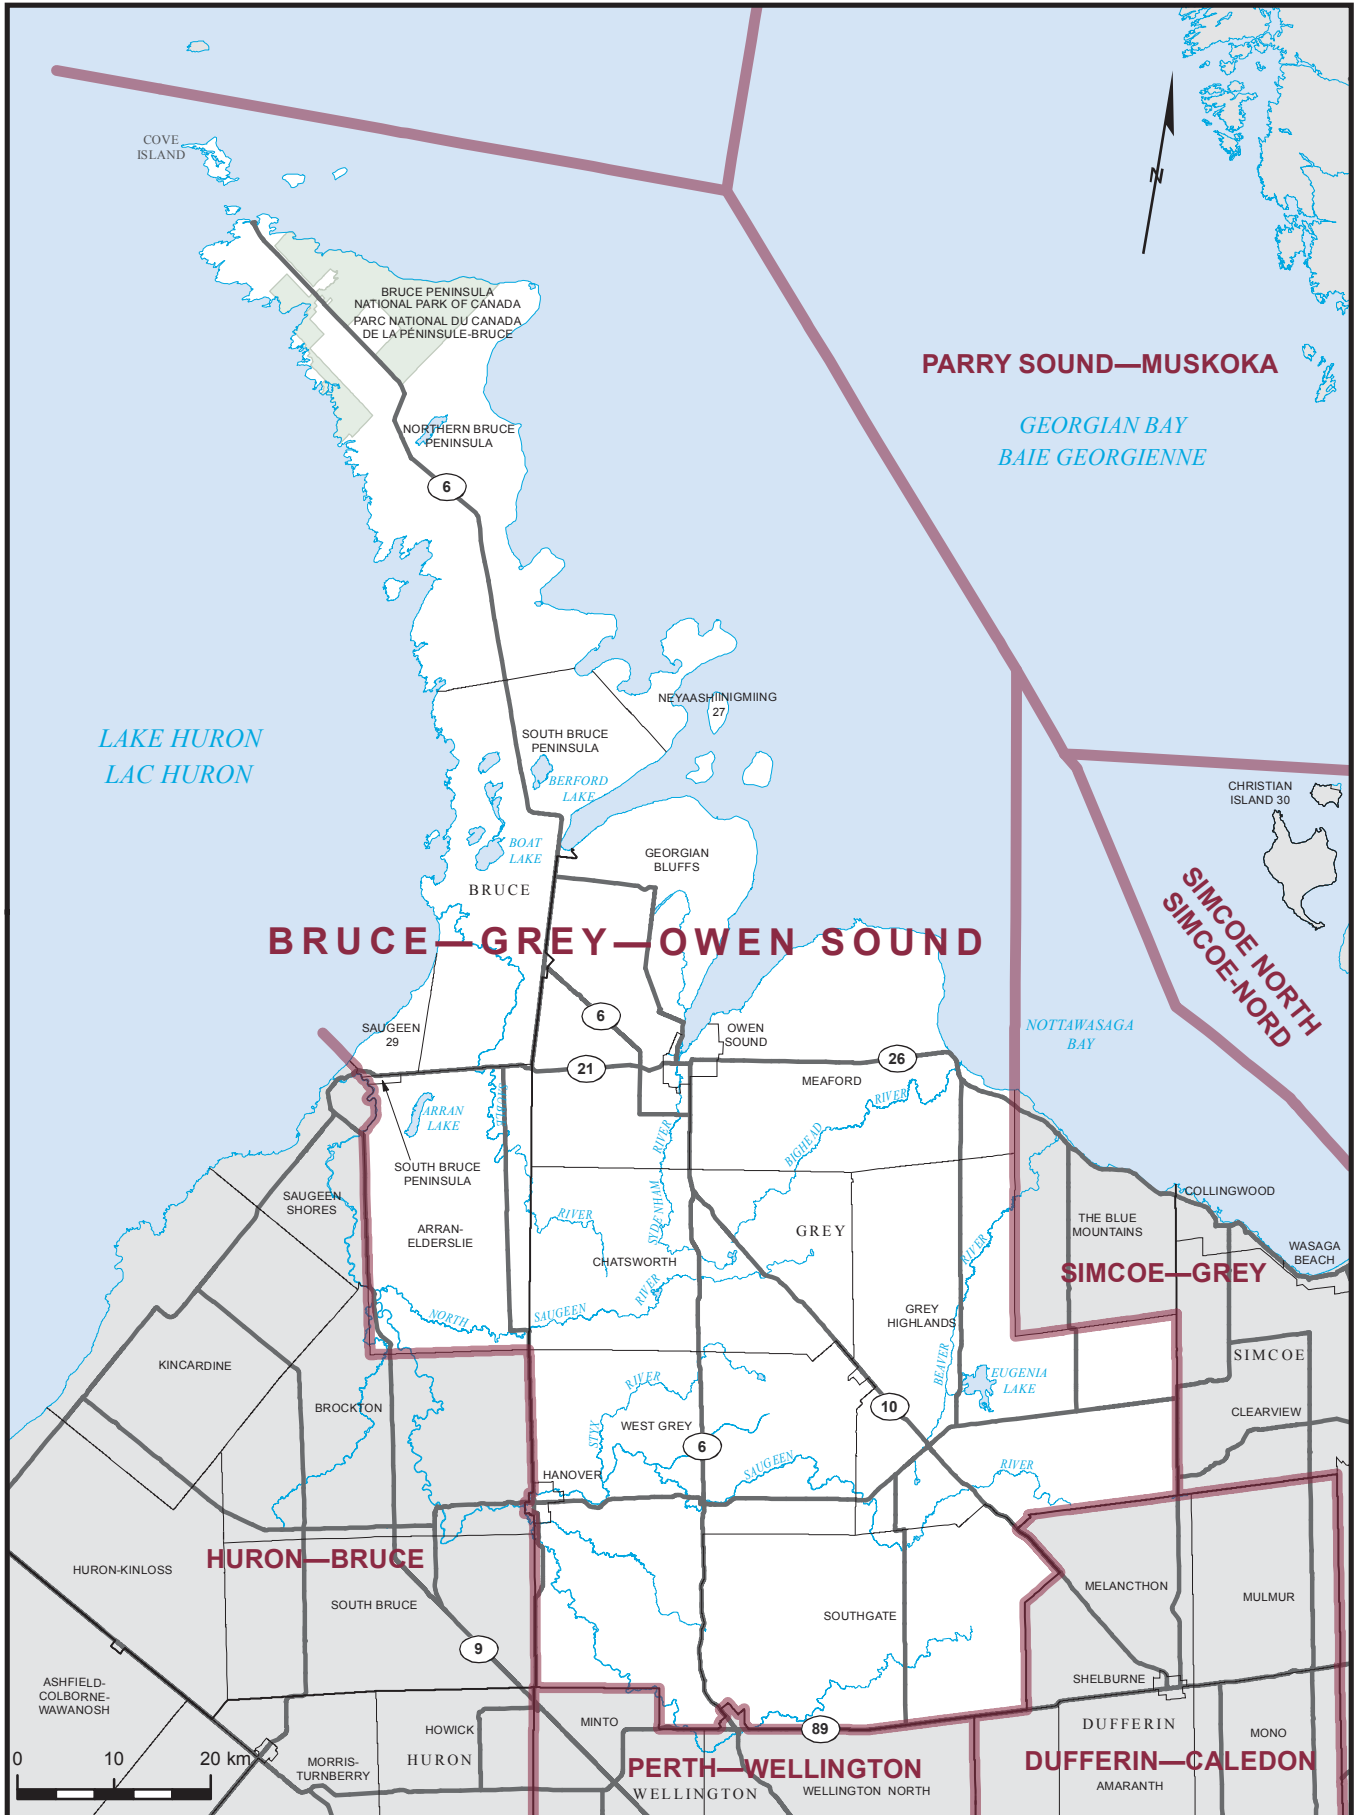 COVE
ISLAND
N
BRUCE PENINSULA
NATIONAL PARK OF CANADA
PARC NATIONAL DU CANADA
DE LA PÉNINSULE-BRUCE
PARRY SOUND—MUSKOKA
GEORGIAN BAY
BAIE GEORGIENNE
NORTHERN BRUCE
PENINSULA
6
NEYAASHIINIGMIING
27
LAKE HURON
LAC HURON
SOUTH BRUCE
PENINSULA
BERFORD
LAKE
CHRISTIAN
ISLAND 30
BOAT
LAKE
GEORGIAN
BLUFFS
BRUCE
SIMCOE NORTH
SIMCOE-NORD
BRUCE—GREY—OWEN SOUND
6
SAUGEEN
29
OWEN
SOUND
NOTTAWASAGA
BAY
21
26
MEAFORD
SAUBLE
RIVER
ARRAN
LAKE
RIVER
BIGHEAD
SOUTH BRUCE
PENINSULA
SAUGEEN
SHORES
SYDENHAM
COLLINGWOOD
ARRAN-
ELDERSLIE
RIVER
GREY
THE BLUE
MOUNTAINS
WASAGA
BEACH
CHATSWORTH
RIVER
SIMCOE—GREY
RIVER
NORTH
SAUGEEN
GREY
HIGHLANDS
KINCARDINE
SIMCOE
BEAVER
EUGENIA
LAKE
RIVER
BROCKTON
10
CLEARVIEW
STYX
WEST GREY
6
HANOVER
SAUGEEN
RIVER
HURON—BRUCE
HURON-KINLOSS
MELANCTHON
MULMUR
SOUTH BRUCE
SOUTHGATE
9
SHELBURNE
ASHFIELD-
COLBORNE-
WAWANOSH
HOWICK
MINTO
89
DUFFERIN
MONO
0 10 20 km
MORRIS-
TURNBERRY
HURON
PERTH—WELLINGTON
DUFFERIN—CALEDON
WELLINGTON
WELLINGTON NORTH
AMARANTH